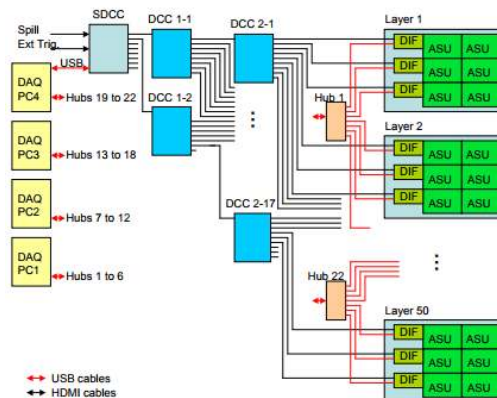 SDCC
DCC 1-1
DCC 2-1
Layer 1
Spill
Ext Trig.
USB
DIF
ASU
ASU
DIF
ASU
ASU
DIF
ASU
ASU
DAQ
PC4
Hubs 19 to 22
DCC 1-2
Hub 1
Layer 2
DAQ
PC3
Hubs 13 to 18
DIF
ASU
ASU
DIF
ASU
ASU
DIF
ASU
ASU
DAQ
PC2
Hubs 7 to 12
DCC 2-17
DAQ
PC1
Hubs 1 to 6
Hub 22
Layer 50
DIF
ASU
ASU
DIF
ASU
ASU
DIF
ASU
ASU
USB cables
HDMI cables